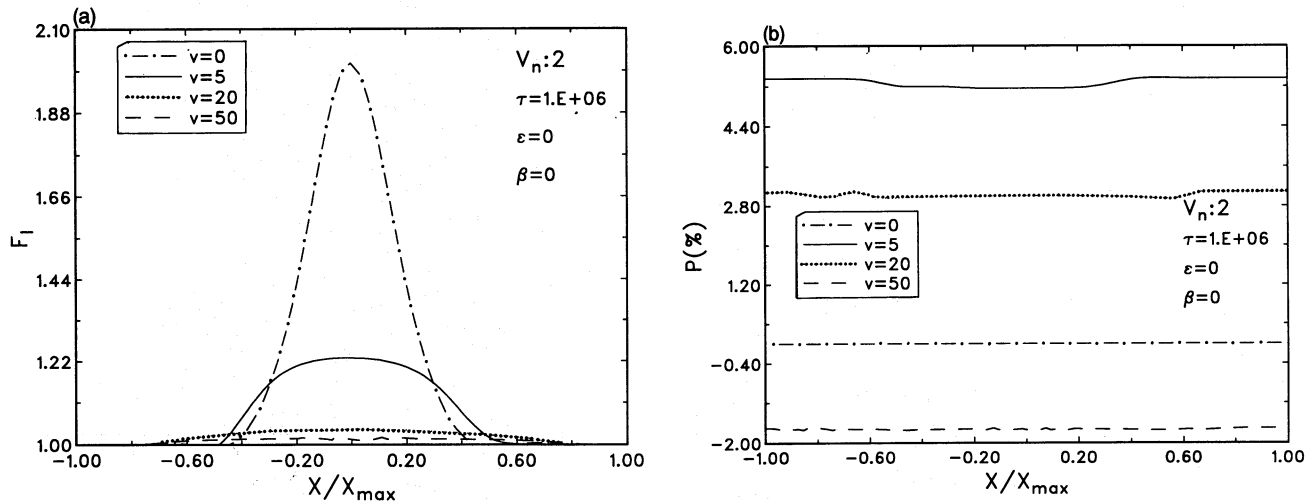 (a)
2.10
1.88
1.66
1.44
1.22
1.00
F_I
v=0
v=5
v=20
v=50
V_n:2
τ=1.E+06
ε=0
β=0
-1.00
-0.60
-0.20
0.20
0.60
1.00
X/X_max
(b)
6.00
4.40
2.80
1.20
-0.40
-2.00
P(%)
v=0
v=5
v=20
v=50
V_n:2
τ=1.E+06
ε=0
β=0
-1.00
-0.60
-0.20
0.20
0.60
1.00
X/X_max